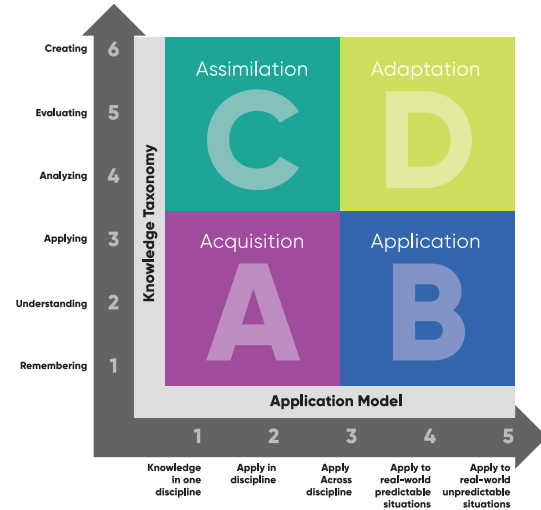 Creating
6
Assimilation
Adaptation
Evaluating
5
C
D
Analyzing
4
Knowledge Taxonomy
Applying
3
Acquisition
Application
A
B
Understanding
2
Remembering
1
Application Model
1
2
3
4
5
Knowledge
in one
discipline
Apply in
discipline
Apply
Across
discipline
Apply to
real-world
predictable
situations
Apply to
real-world
unpredictable
situations